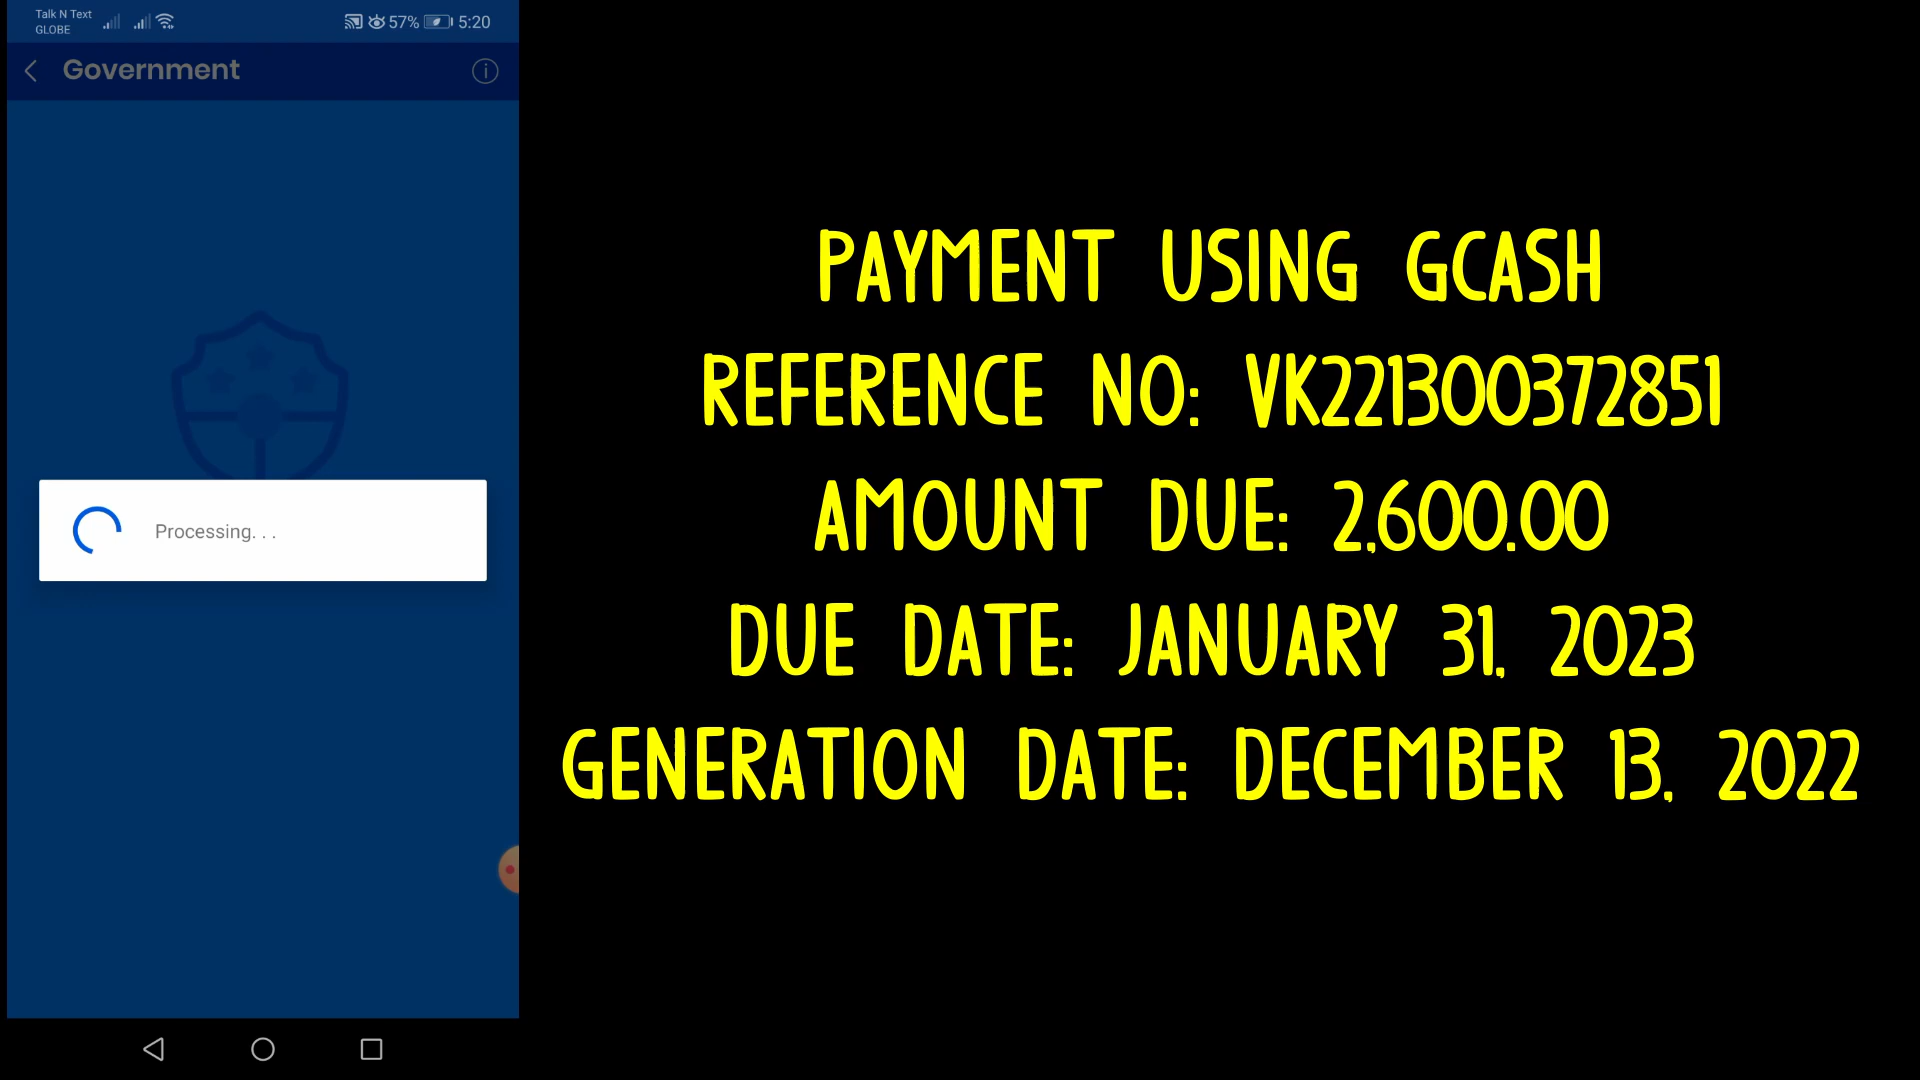 Talk N Text
GLOBE
57% 5:20
Government
Processing. . .
PAYMENT USING GCASH
REFERENCE NO: VK221300372851
AMOUNT DUE: 2,600.00
DUE DATE: JANUARY 31, 2023
GENERATION DATE: DECEMBER 13, 2022